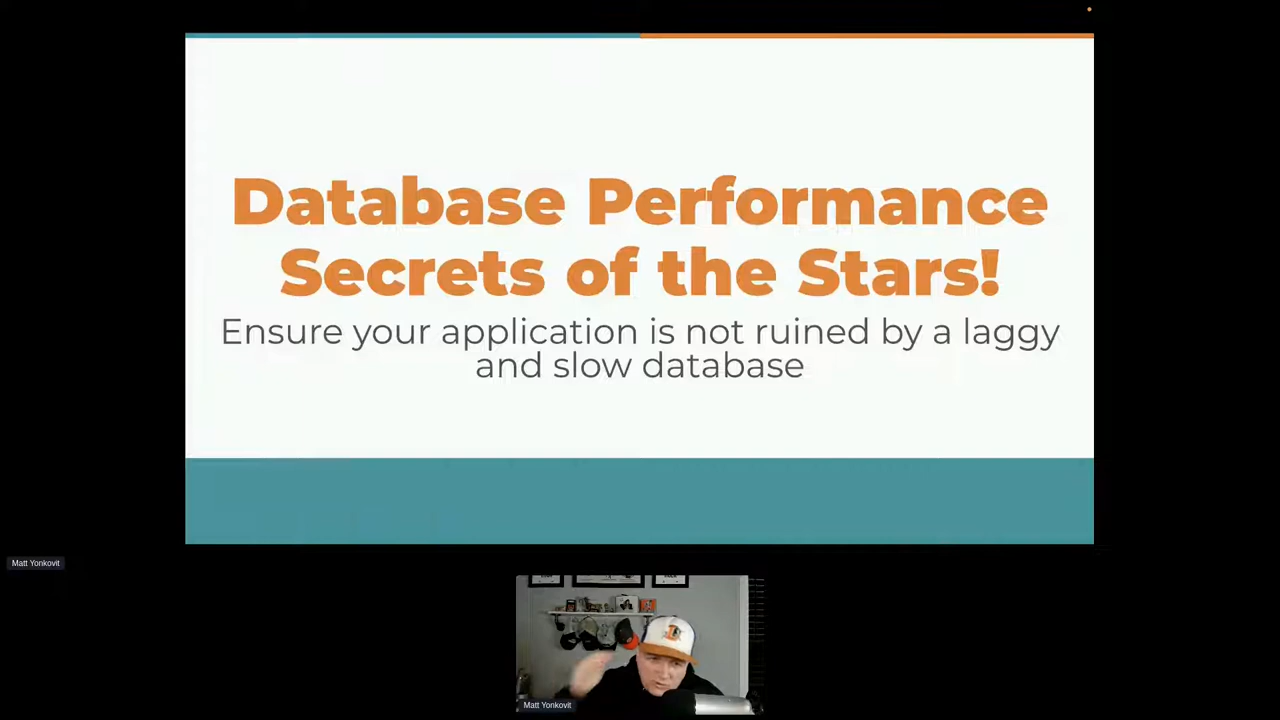 Database Performance
Secrets of the Stars!
Ensure your application is not ruined by a laggy
and slow database
Matt Yonkovit
Matt Yonkovit